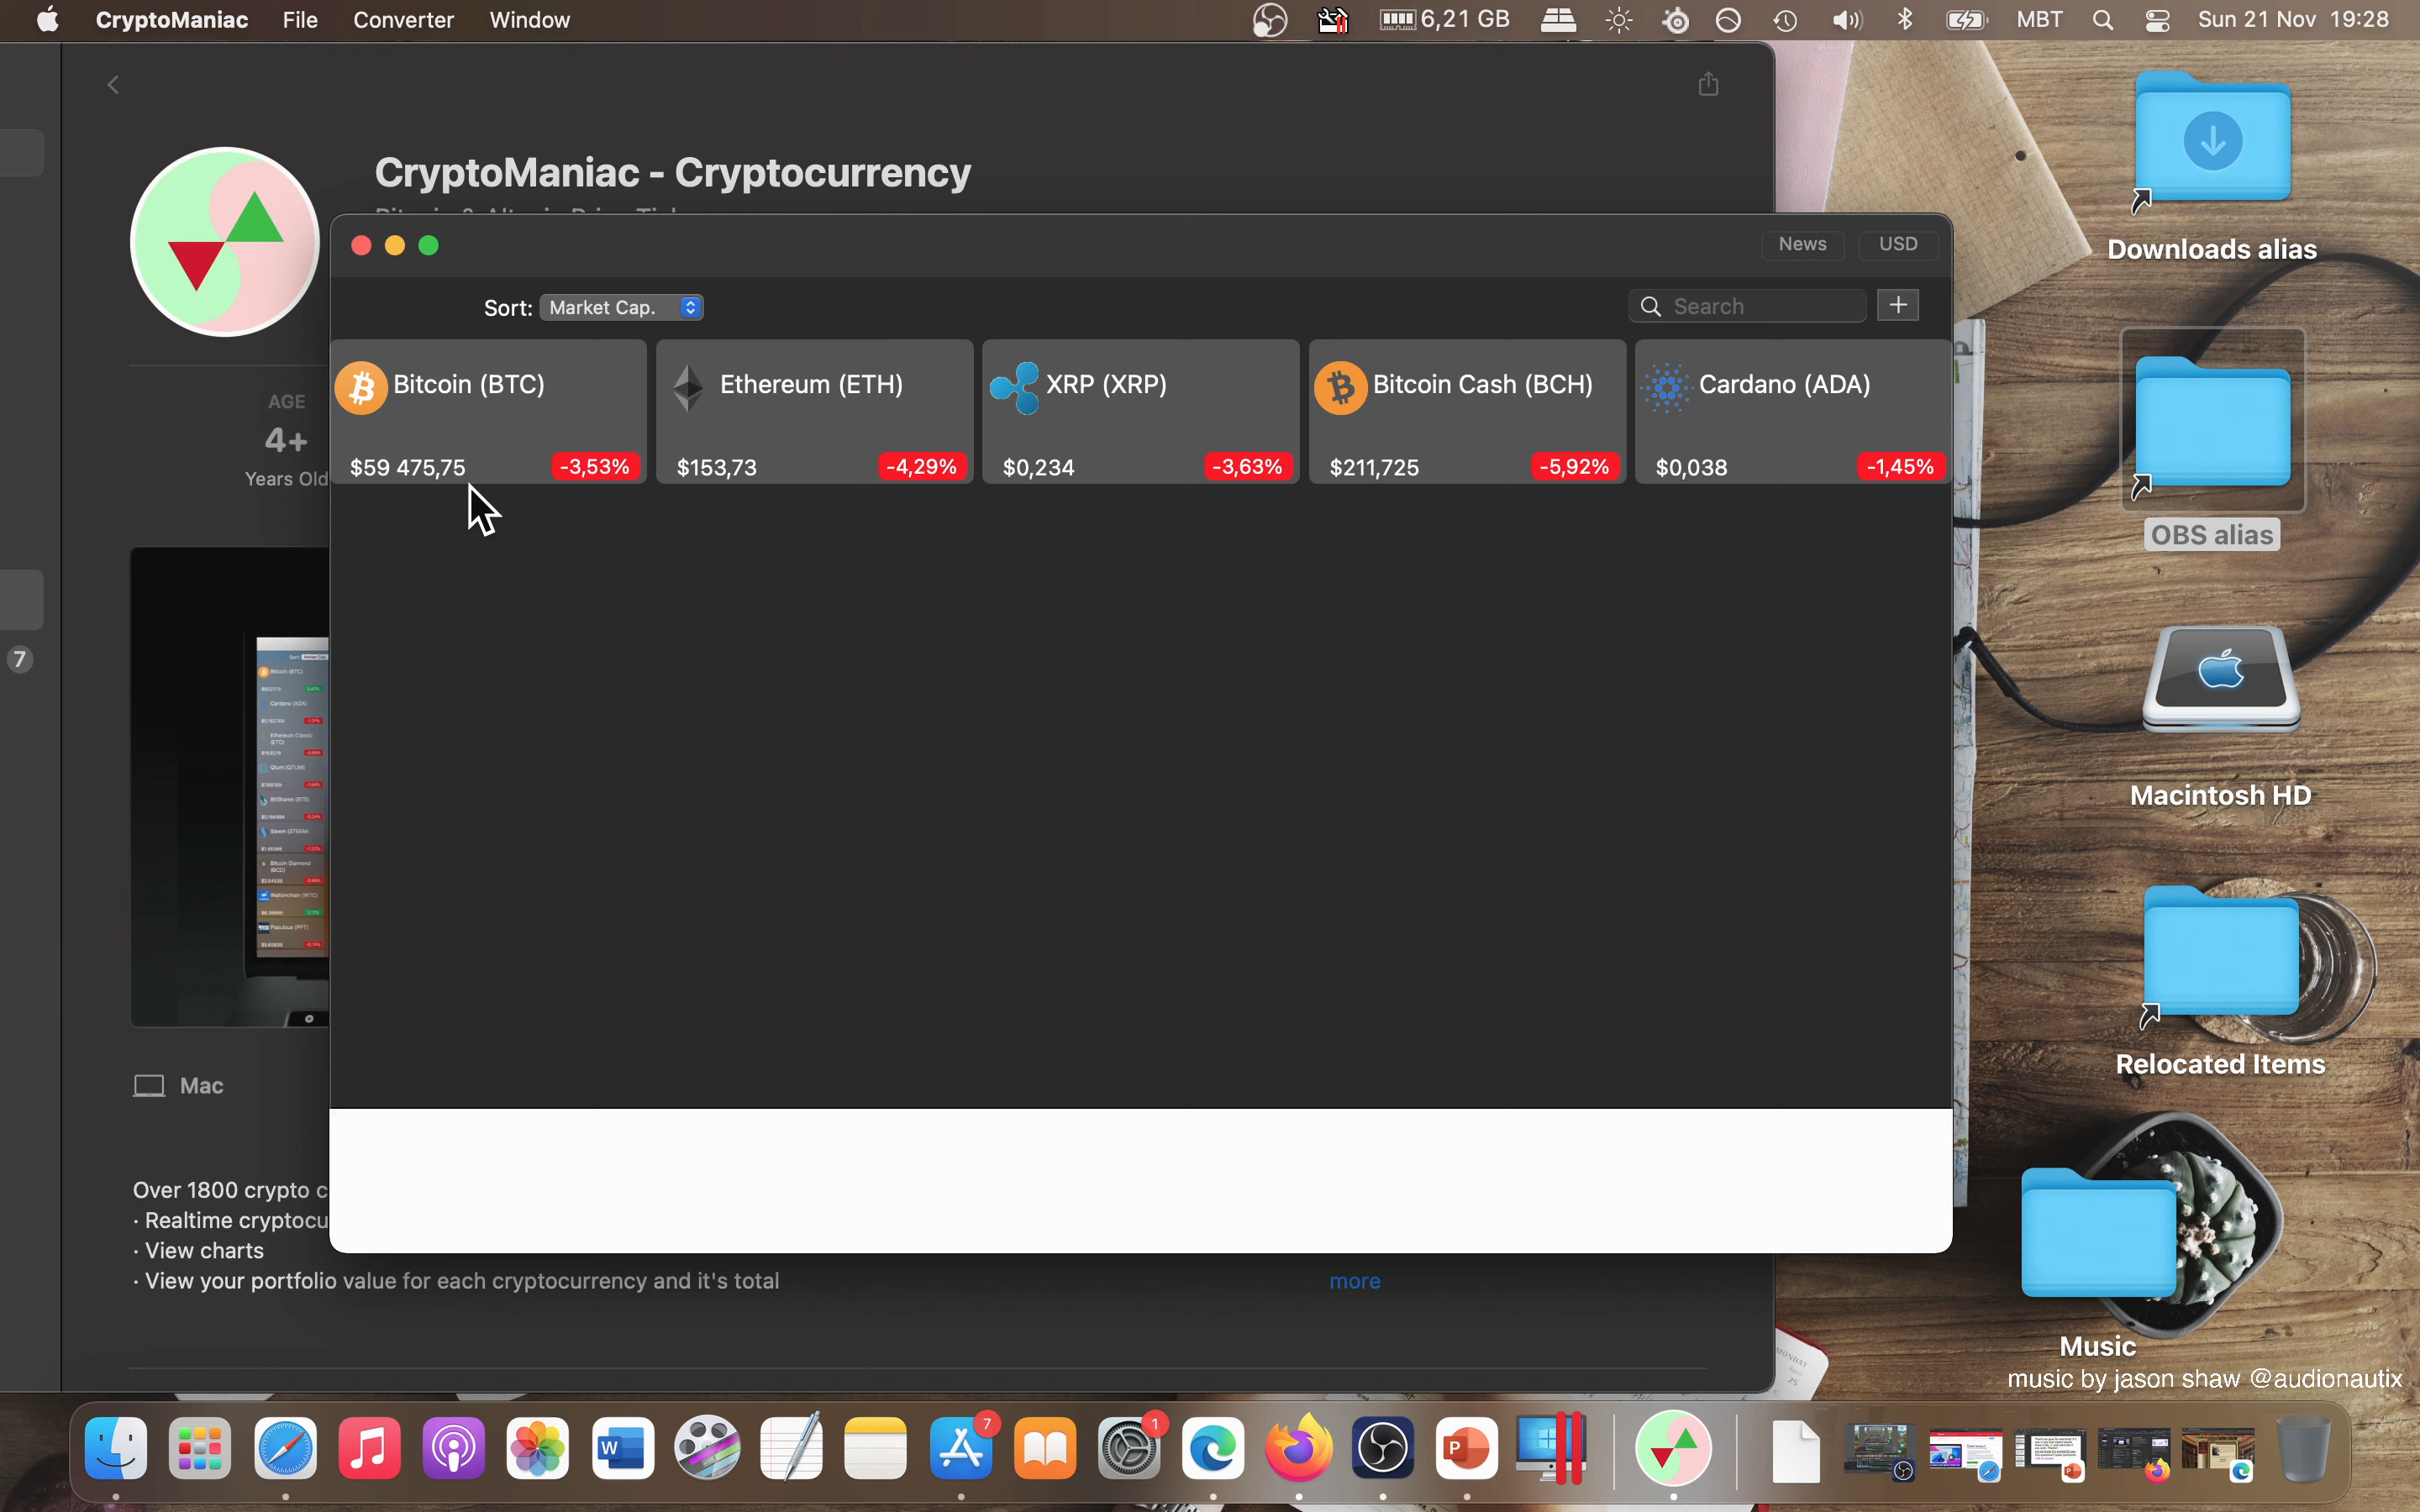 CryptoManiac File Converter Window 6,21 GB MBT Sun 21 Nov 19:28
CryptoManiac - Cryptocurrency
News USD
Sort: Market Cap. Search +
Bitcoin (BTC) Ethereum (ETH) XRP (XRP) Bitcoin Cash (BCH) Cardano (ADA)
$59 475,75 -3,53% $153,73 -4,29% $0,234 -3,63% $211,725 -5,92% $0,038 -1,45%
AGE
4+
Years Old
7
Mac
Over 1800 crypto c
· Realtime cryptocu
· View charts
· View your portfolio value for each cryptocurrency and it's total more
Downloads alias
OBS alias
Macintosh HD
Relocated Items
Music
music by jason shaw @audionautix
7 1